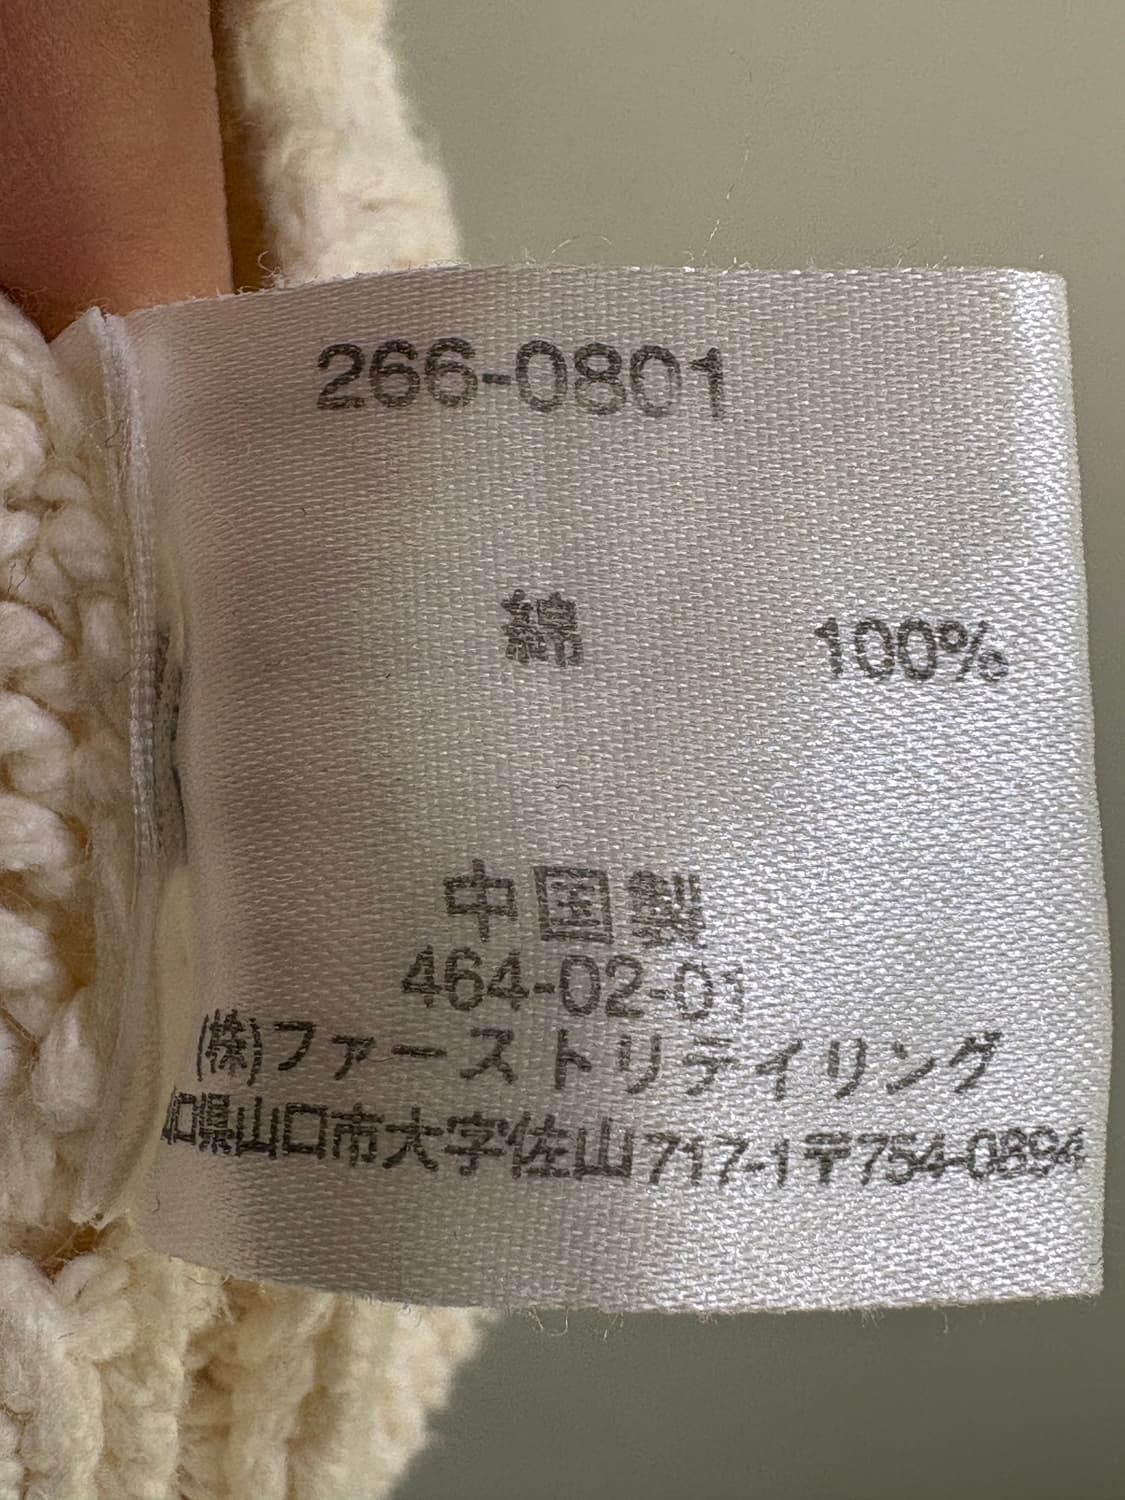 266-0801
綿 100%
中国製
464-02-01
(株)ファーストリテイリング
口県山口市大字佐山717-1〒754-0894